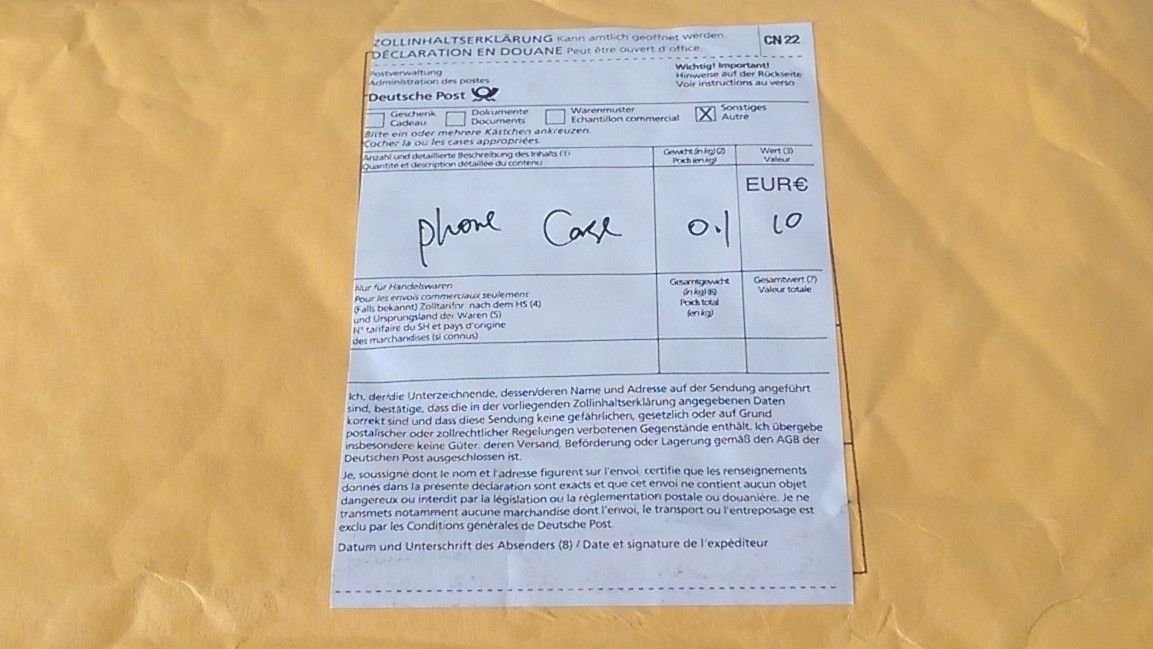 ZOLLINHALTSERKLÄRUNG Kann amtlich geöffnet werden.
DÉCLARATION EN DOUANE Peut être ouvert d'office.
CN 22
Postverwaltung
Administration des postes
Wichtig! Important!
Hinweise auf der Rückseite
Voir instructions au verso
Deutsche Post
Geschenk
Cadeau
Dokumente
Documents
Warenmuster
Echantillon commercial
X
Sonstiges
Autre
Bitte ein oder mehrere Kästchen ankreuzen.
Cocher la ou les cases appropriées.
Anzahl und detaillierte Beschreibung des Inhalts (1)
Quantité et description détaillée du contenu
Gewicht (in kg) (2)
Poids (en kg)
Wert (3)
Valeur
EUR€
phone Case
0.1
10
Nur für Handelswaren
Pour les envois commerciaux seulement
(Falls bekannt) Zolltarifnr. nach dem HS (4)
und Ursprungsland der Waren (5)
N° tarifaire du SH et pays d'origine
des marchandises (si connus)
Gesamtgewicht
(in kg) (6)
Poids total
(en kg)
Gesamtwert (7)
Valeur totale
Ich, der/die Unterzeichnende, dessen/deren Name und Adresse auf der Sendung angeführt
sind, bestätige, dass die in der vorliegenden Zollinhaltserklärung angegebenen Daten
korrekt sind und dass diese Sendung keine gefährlichen, gesetzlich oder auf Grund
postalischer oder zollrechtlicher Regelungen verbotenen Gegenstände enthält. Ich übergebe
insbesondere keine Güter, deren Versand, Beförderung oder Lagerung gemäß den AGB der
Deutschen Post ausgeschlossen ist.
Je, soussigné dont le nom et l'adresse figurent sur l'envoi, certifie que les renseignements
donnés dans la présente déclaration sont exacts et que cet envoi ne contient aucun objet
dangereux ou interdit par la législation ou la réglementation postale ou douanière. Je ne
transmets notamment aucune marchandise dont l'envoi, le transport ou l'entreposage est
exclu par les Conditions générales de Deutsche Post.
Datum und Unterschrift des Absenders (8) / Date et signature de l'expéditeur